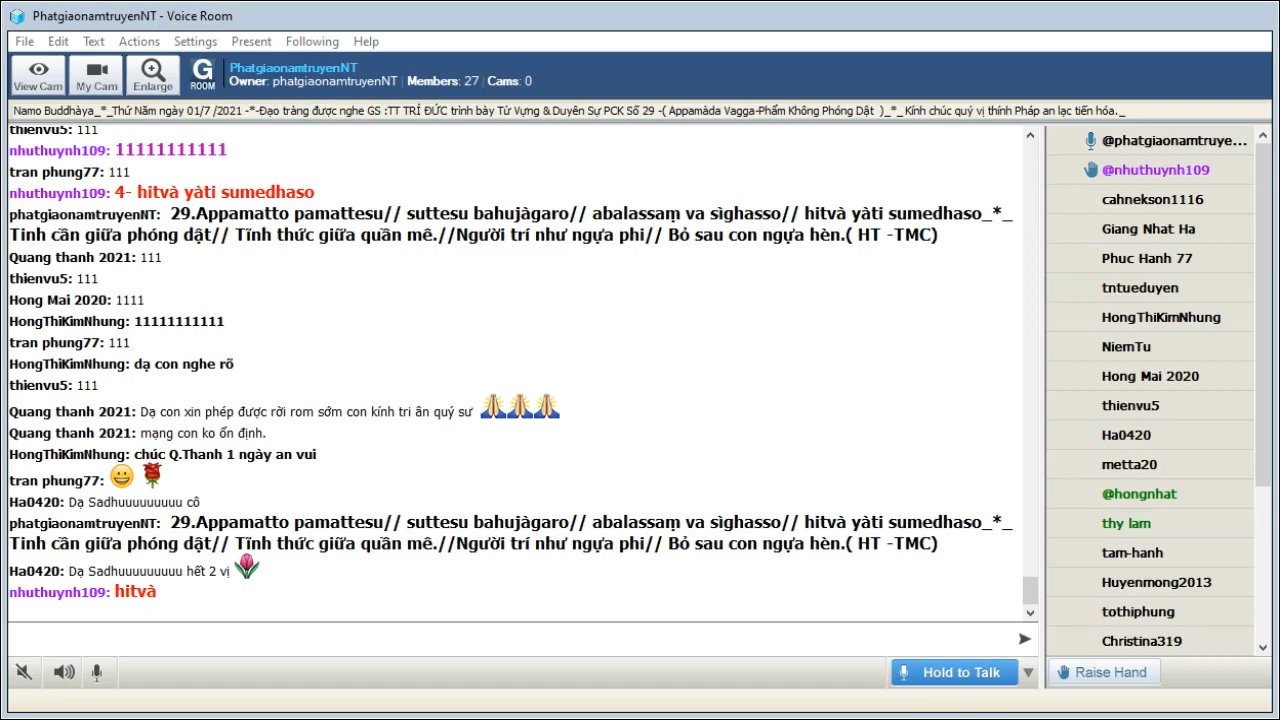 PhatgiaonamtruyenNT - Voice Room
File Edit Text Actions Settings Present Following Help
View Cam My Cam Enlarge G ROOM
PhatgiaonamtruyenNT
Owner: phatgiaonamtruyenNT | Members: 27 | Cams: 0
Namo Buddhàya_*_Thứ Năm ngày 01/7 /2021 -*-Đạo tràng được nghe GS :TT TRÍ ĐỨC trình bày Từ Vựng & Duyên Sự PCK Số 29 -( Appamàda Vagga-Phẩm Không Phóng Dật )_*_Kính chúc quý vị thính Pháp an lạc tiến hóa._
thienvu5: 111
nhuthuynh109: 11111111111
tran phung77: 111
nhuthuynh109: 4- hitvà yàti sumedhaso
phatgiaonamtruyenNT: 29.Appamatto pamattesu// suttesu bahujàgaro// abalassaṃ va sìghasso// hitvà yàti sumedhaso_*_
Tinh cần giữa phóng dật// Tĩnh thức giữa quần mê.//Người trí như ngựa phi// Bỏ sau con ngựa hèn.( HT -TMC)
Quang thanh 2021: 111
thienvu5: 111
Hong Mai 2020: 1111
HongThiKimNhung: 11111111111
tran phung77: 111
HongThiKimNhung: dạ con nghe rõ
thienvu5: 111
Quang thanh 2021: Dạ con xin phép được rời rom sớm con kính tri ân quý sư
Quang thanh 2021: mạng con ko ổn định.
HongThiKimNhung: chúc Q.Thanh 1 ngày an vui
tran phung77:
Ha0420: Dạ Sadhuuuuuuuuu cô
phatgiaonamtruyenNT: 29.Appamatto pamattesu// suttesu bahujàgaro// abalassaṃ va sìghasso// hitvà yàti sumedhaso_*_
Tinh cần giữa phóng dật// Tĩnh thức giữa quần mê.//Người trí như ngựa phi// Bỏ sau con ngựa hèn.( HT -TMC)
Ha0420: Dạ Sadhuuuuuuuuu hết 2 vị
nhuthuynh109: hitvà
@phatgiaonamtruye...
@nhuthuynh109
cahnekson1116
Giang Nhat Ha
Phuc Hanh 77
tntueduyen
HongThiKimNhung
NiemTu
Hong Mai 2020
thienvu5
Ha0420
metta20
@hongnhat
thy lam
tam-hanh
Huyenmong2013
tothiphung
Christina319
Hold to Talk
Raise Hand